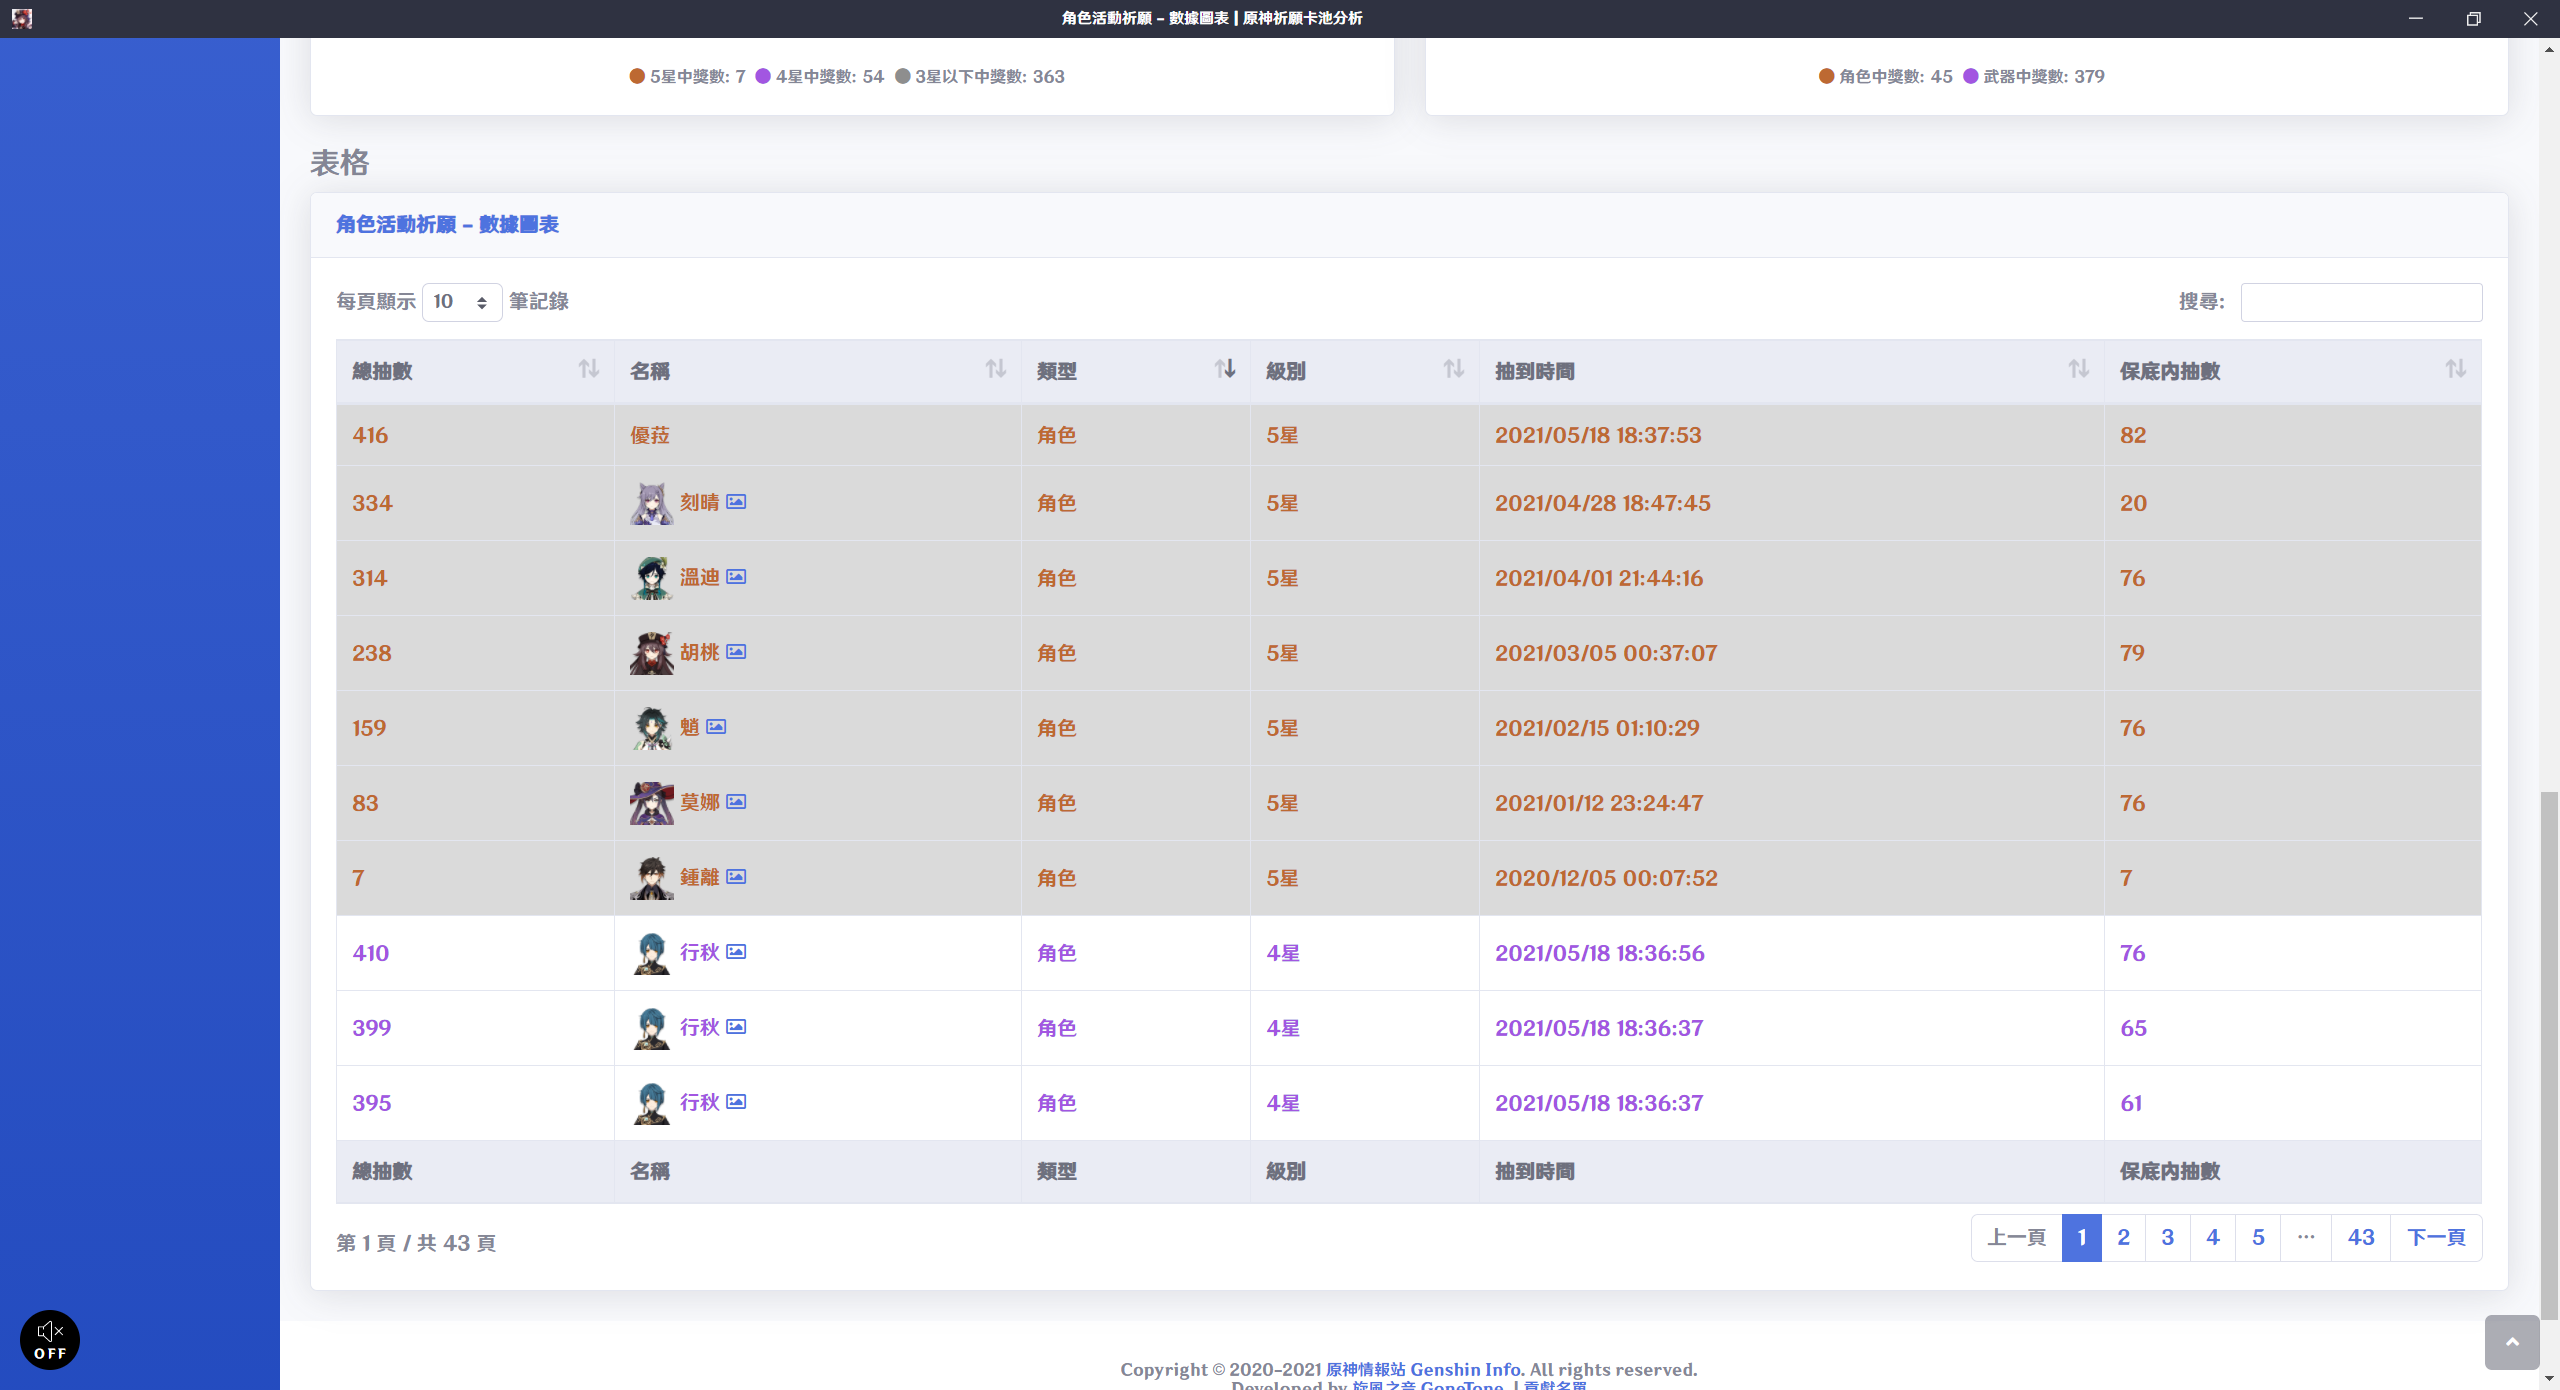 角色活動祈願 - 數據圖表 | 原神祈願卡池分析
5星中獎數: 7 4星中獎數: 54 3星以下中獎數: 363
角色中獎數: 45 武器中獎數: 379
表格
角色活動祈願 - 數據圖表
每頁顯示 10 筆記錄
搜尋:
總抽數 名稱 類型 級別 抽到時間 保底內抽數
416 優菈 角色 5星 2021/05/18 18:37:53 82
334 刻晴 角色 5星 2021/04/28 18:47:45 20
314 溫迪 角色 5星 2021/04/01 21:44:16 76
238 胡桃 角色 5星 2021/03/05 00:37:07 79
159 魈 角色 5星 2021/02/15 01:10:29 76
83 莫娜 角色 5星 2021/01/12 23:24:47 76
7 鍾離 角色 5星 2020/12/05 00:07:52 7
410 行秋 角色 4星 2021/05/18 18:36:56 76
399 行秋 角色 4星 2021/05/18 18:36:37 65
395 行秋 角色 4星 2021/05/18 18:36:37 61
總抽數 名稱 類型 級別 抽到時間 保底內抽數
第 1 頁 / 共 43 頁
上一頁 1 2 3 4 5 ... 43 下一頁
OFF
Copyright © 2020-2021 原神情報站 Genshin Info. All rights reserved.
Developed by 旋風之音 GoneTone. | 貢獻名單